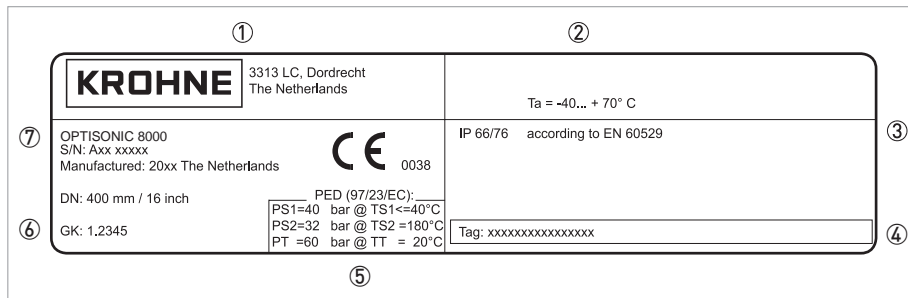 ① ②
KROHNE
3313 LC, Dordrecht
The Netherlands
Ta = -40... + 70° C
⑦ ③
OPTISONIC 8000
S/N: Axx xxxxx
Manufactured: 20xx The Netherlands
CE 0038
IP 66/76 according to EN 60529
DN: 400 mm / 16 inch
PED (97/23/EC):
PS1=40 bar @ TS1<=40°C
PS2=32 bar @ TS2 =180°C
PT =60 bar @ TT = 20°C
⑥ ④
GK: 1.2345
Tag: xxxxxxxxxxxxxxxx
⑤